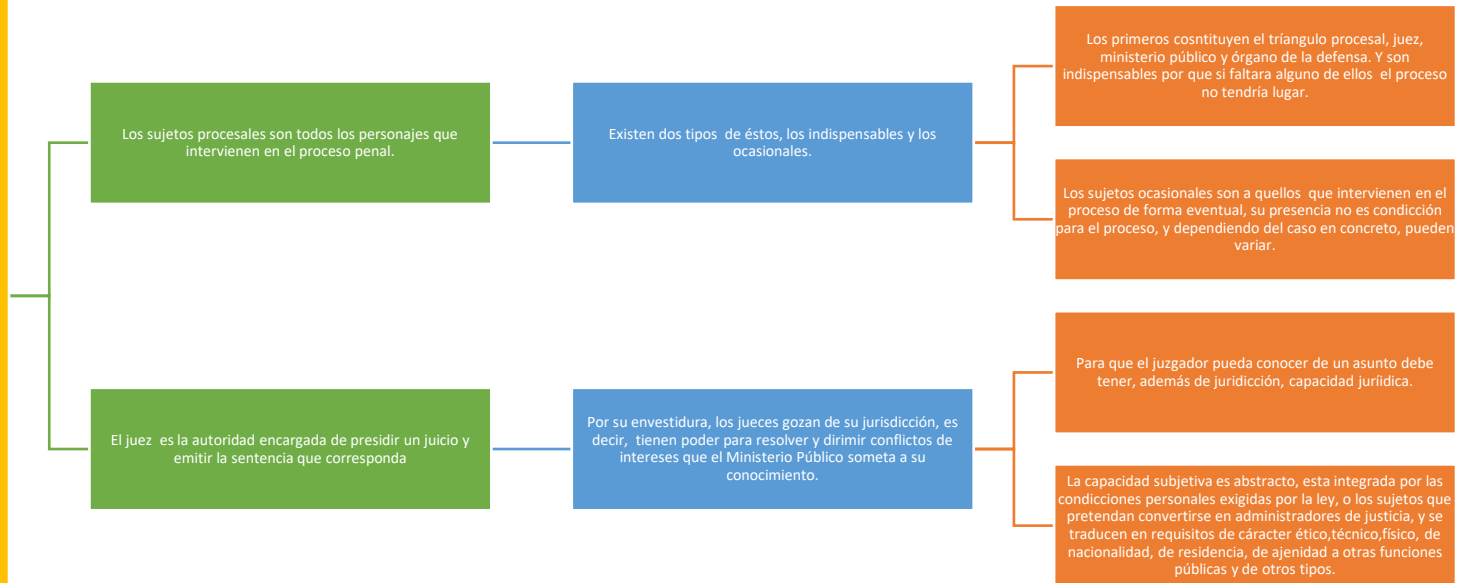 Los sujetos procesales son todos los personajes que
intervienen en el proceso penal.
Existen dos tipos de éstos, los indispensables y los
ocasionales.
Los primeros cosntituyen el tríangulo procesal, juez,
ministerio público y órgano de la defensa. Y son
indispensables por que si faltara alguno de ellos el proceso
no tendría lugar.
Los sujetos ocasionales son a quellos que intervienen en el
proceso de forma eventual, su presencia no es condicción
para el proceso, y dependiendo del caso en concreto, pueden
variar.
El juez es la autoridad encargada de presidir un juicio y
emitir la sentencia que corresponda
Por su envestidura, los jueces gozan de su jurisdicción, es
decir, tienen poder para resolver y dirimir conflictos de
intereses que el Ministerio Público someta a su
conocimiento.
Para que el juzgador pueda conocer de un asunto debe
tener, además de juridicción, capacidad juríidica.
La capacidad subjetiva es abstracto, esta integrada por las
condicciones personales exigidas por la ley, o los sujetos que
pretendan convertirse en administradores de justicia, y se
traducen en requisitos de cáracter ético,técnico,físico, de
nacionalidad, de residencia, de ajenidad a otras funciones
públicas y de otros tipos.